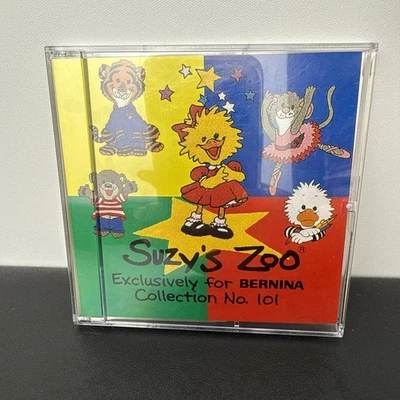 Suzy's Zoo
Exclusively for BERNINA
Collection No. 101